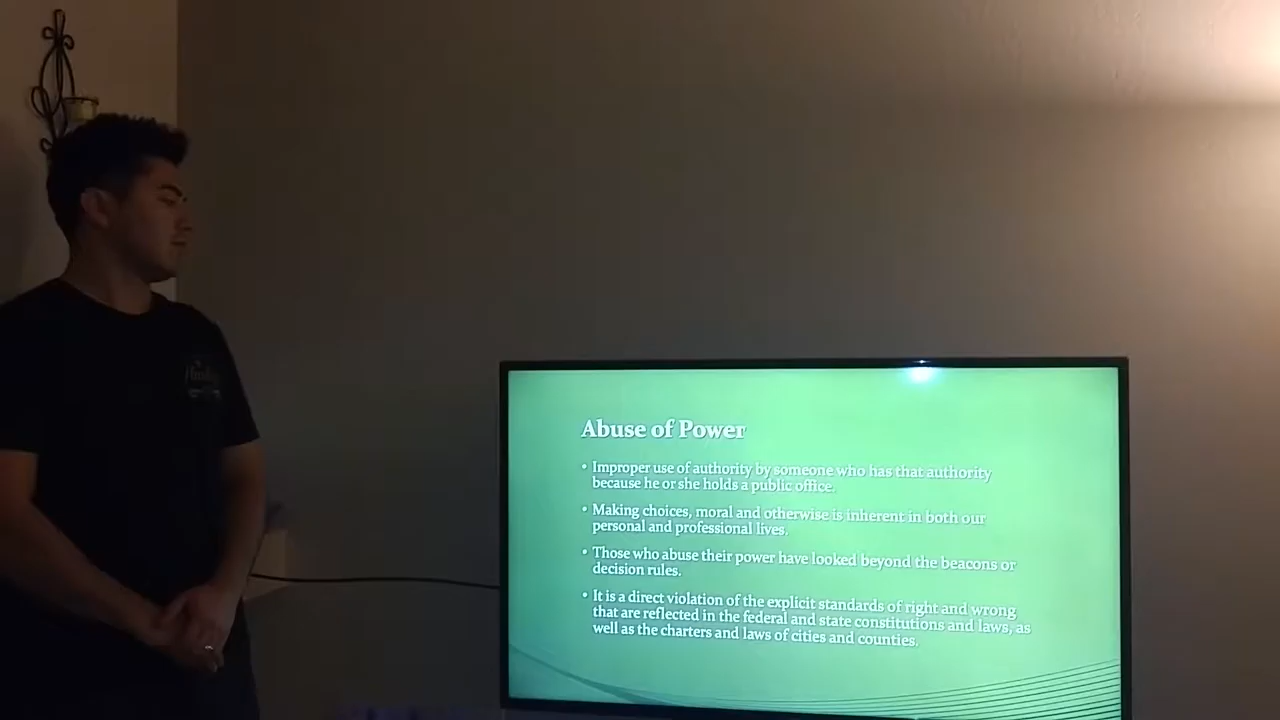 Abuse of Power
• Improper use of authority by someone who has that authority
because he or she holds a public office.
• Making choices, moral and otherwise is inherent in both our
personal and professional lives.
• Those who abuse their power have looked beyond the beacons or
decision rules.
• It is a direct violation of the explicit standards of right and wrong
that are reflected in the federal and state constitutions and laws, as
well as the charters and laws of cities and counties.